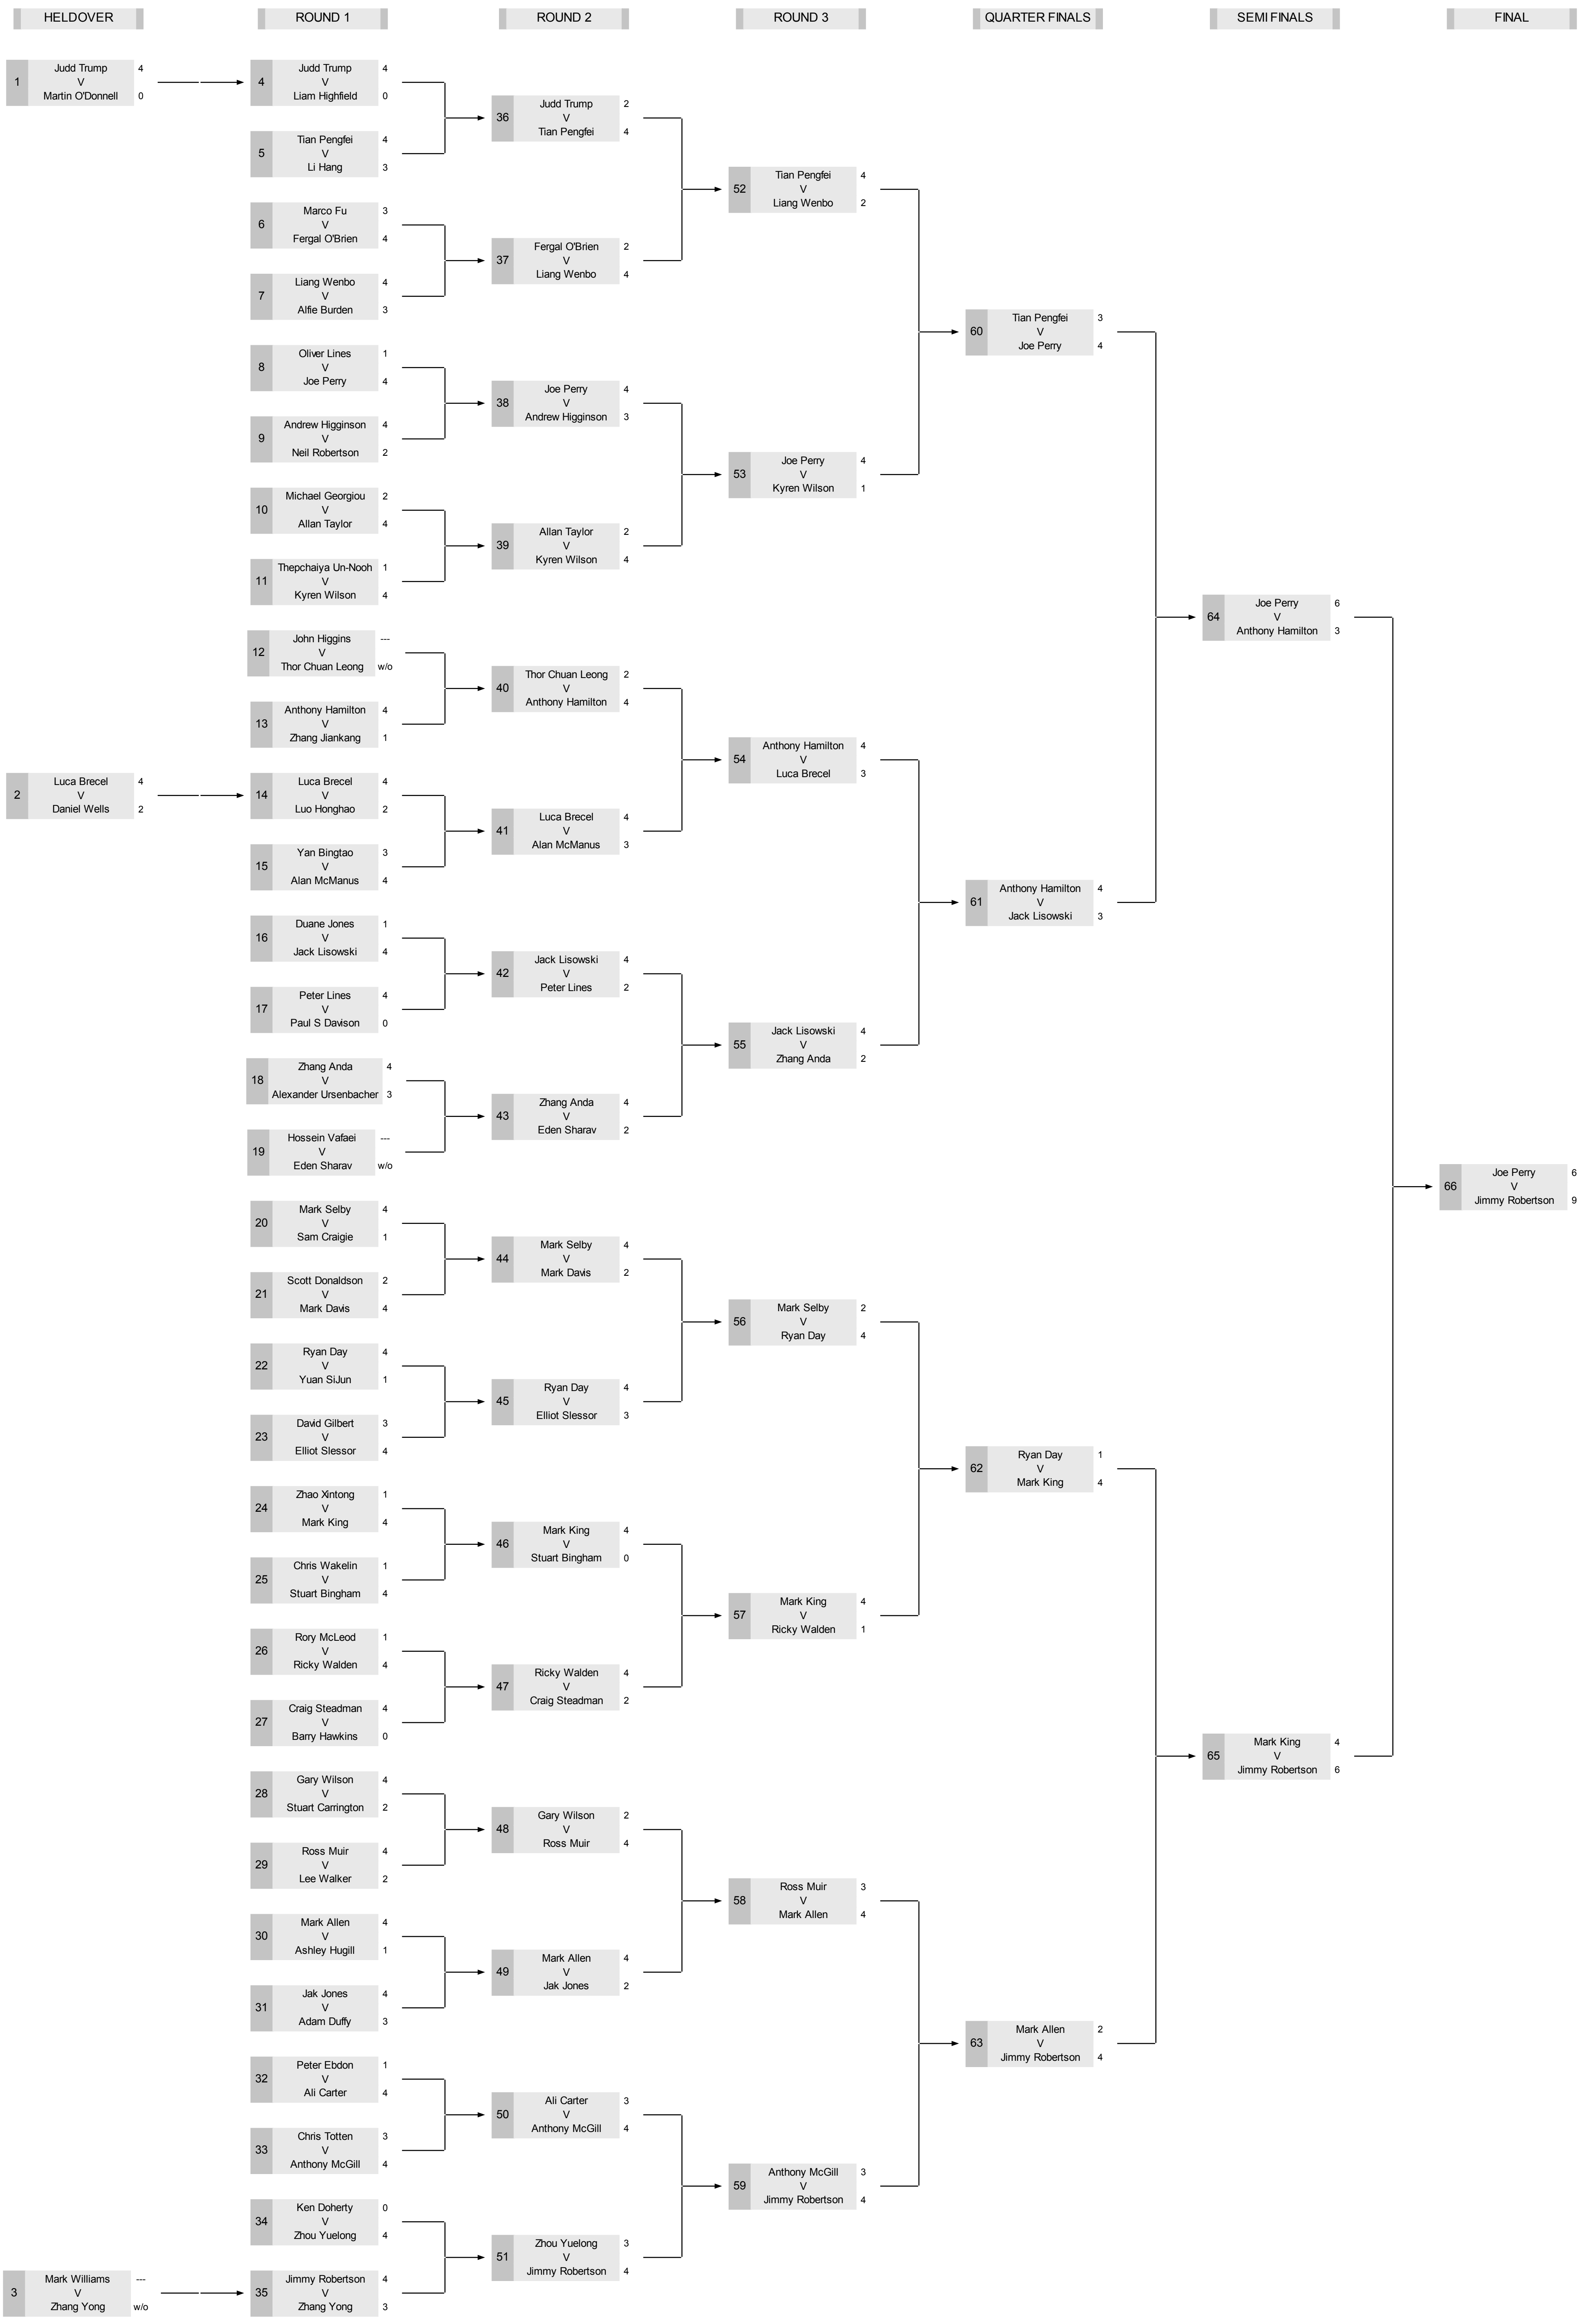 HELDOVER
ROUND 1
ROUND 2
ROUND 3
QUARTER FINALS
SEMI FINALS
FINAL
1
Judd Trump 4
V
Martin O'Donnell 0
2
Luca Brecel 4
V
Daniel Wells 2
3
Mark Williams ---
V
Zhang Yong w/o
4
Judd Trump 4
V
Liam Highfield 0
5
Tian Pengfei 4
V
Li Hang 3
6
Marco Fu 3
V
Fergal O'Brien 4
7
Liang Wenbo 4
V
Alfie Burden 3
8
Oliver Lines 1
V
Joe Perry 4
9
Andrew Higginson 4
V
Neil Robertson 2
10
Michael Georgiou 2
V
Allan Taylor 4
11
Thepchaiya Un-Nooh 1
V
Kyren Wilson 4
12
John Higgins ---
V
Thor Chuan Leong w/o
13
Anthony Hamilton 4
V
Zhang Jiankang 1
14
Luca Brecel 4
V
Luo Honghao 2
15
Yan Bingtao 3
V
Alan McManus 4
16
Duane Jones 1
V
Jack Lisowski 4
17
Peter Lines 4
V
Paul S Davison 0
18
Zhang Anda 4
V
Alexander Ursenbacher 3
19
Hossein Vafaei ---
V
Eden Sharav w/o
20
Mark Selby 4
V
Sam Craigie 1
21
Scott Donaldson 2
V
Mark Davis 4
22
Ryan Day 4
V
Yuan SiJun 1
23
David Gilbert 3
V
Elliot Slessor 4
24
Zhao Xintong 1
V
Mark King 4
25
Chris Wakelin 1
V
Stuart Bingham 4
26
Rory McLeod 1
V
Ricky Walden 4
27
Craig Steadman 4
V
Barry Hawkins 0
28
Gary Wilson 4
V
Stuart Carrington 2
29
Ross Muir 4
V
Lee Walker 2
30
Mark Allen 4
V
Ashley Hugill 1
31
Jak Jones 4
V
Adam Duffy 3
32
Peter Ebdon 1
V
Ali Carter 4
33
Chris Totten 3
V
Anthony McGill 4
34
Ken Doherty 0
V
Zhou Yuelong 4
35
Jimmy Robertson 4
V
Zhang Yong 3
36
Judd Trump 2
V
Tian Pengfei 4
37
Fergal O'Brien 2
V
Liang Wenbo 4
38
Joe Perry 4
V
Andrew Higginson 3
39
Allan Taylor 2
V
Kyren Wilson 4
40
Thor Chuan Leong 2
V
Anthony Hamilton 4
41
Luca Brecel 4
V
Alan McManus 3
42
Jack Lisowski 4
V
Peter Lines 2
43
Zhang Anda 4
V
Eden Sharav 2
44
Mark Selby 4
V
Mark Davis 2
45
Ryan Day 4
V
Elliot Slessor 3
46
Mark King 4
V
Stuart Bingham 0
47
Ricky Walden 4
V
Craig Steadman 2
48
Gary Wilson 2
V
Ross Muir 4
49
Mark Allen 4
V
Jak Jones 2
50
Ali Carter 3
V
Anthony McGill 4
51
Zhou Yuelong 3
V
Jimmy Robertson 4
52
Tian Pengfei 4
V
Liang Wenbo 2
53
Joe Perry 4
V
Kyren Wilson 1
54
Anthony Hamilton 4
V
Luca Brecel 3
55
Jack Lisowski 4
V
Zhang Anda 2
56
Mark Selby 2
V
Ryan Day 4
57
Mark King 4
V
Ricky Walden 1
58
Ross Muir 3
V
Mark Allen 4
59
Anthony McGill 3
V
Jimmy Robertson 4
60
Tian Pengfei 3
V
Joe Perry 4
61
Anthony Hamilton 4
V
Jack Lisowski 3
62
Ryan Day 1
V
Mark King 4
63
Mark Allen 2
V
Jimmy Robertson 4
64
Joe Perry 6
V
Anthony Hamilton 3
65
Mark King 4
V
Jimmy Robertson 6
66
Joe Perry 6
V
Jimmy Robertson 9